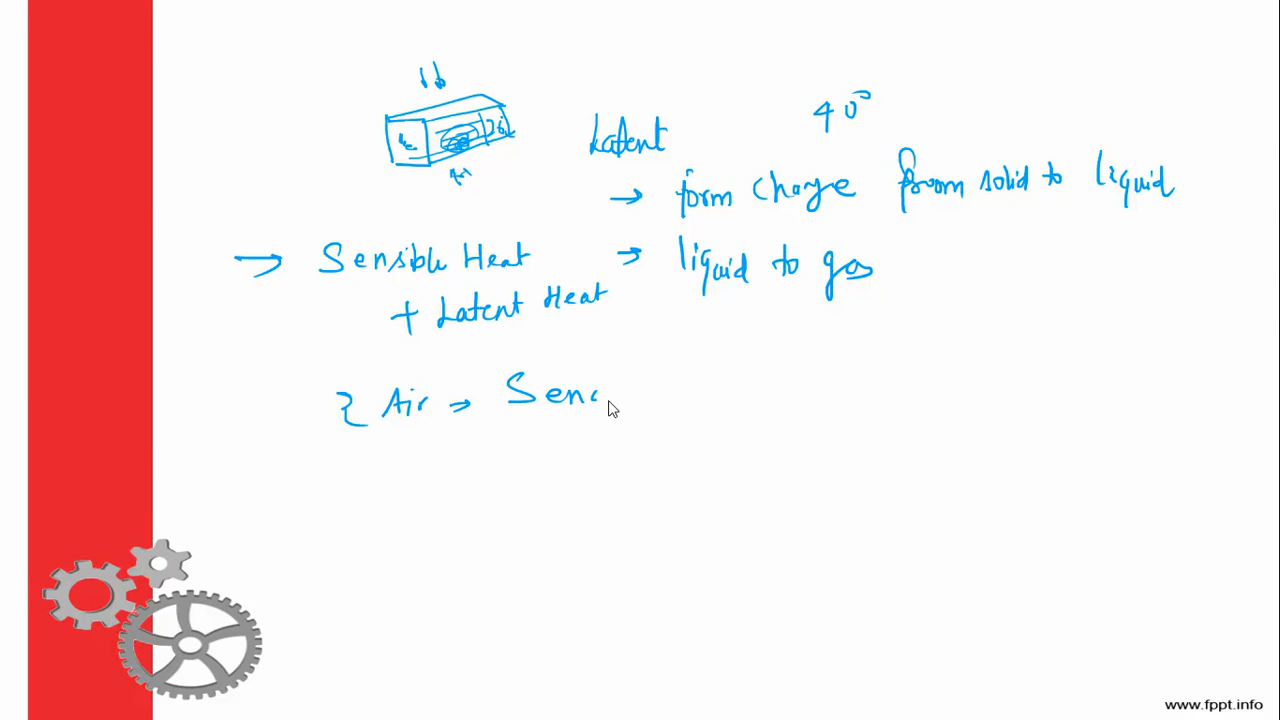 40°
Latent
→ form change from solid to liquid
→ Sensible Heat → liquid to gas
+ Latent Heat
Air → Sens
www.fppt.info